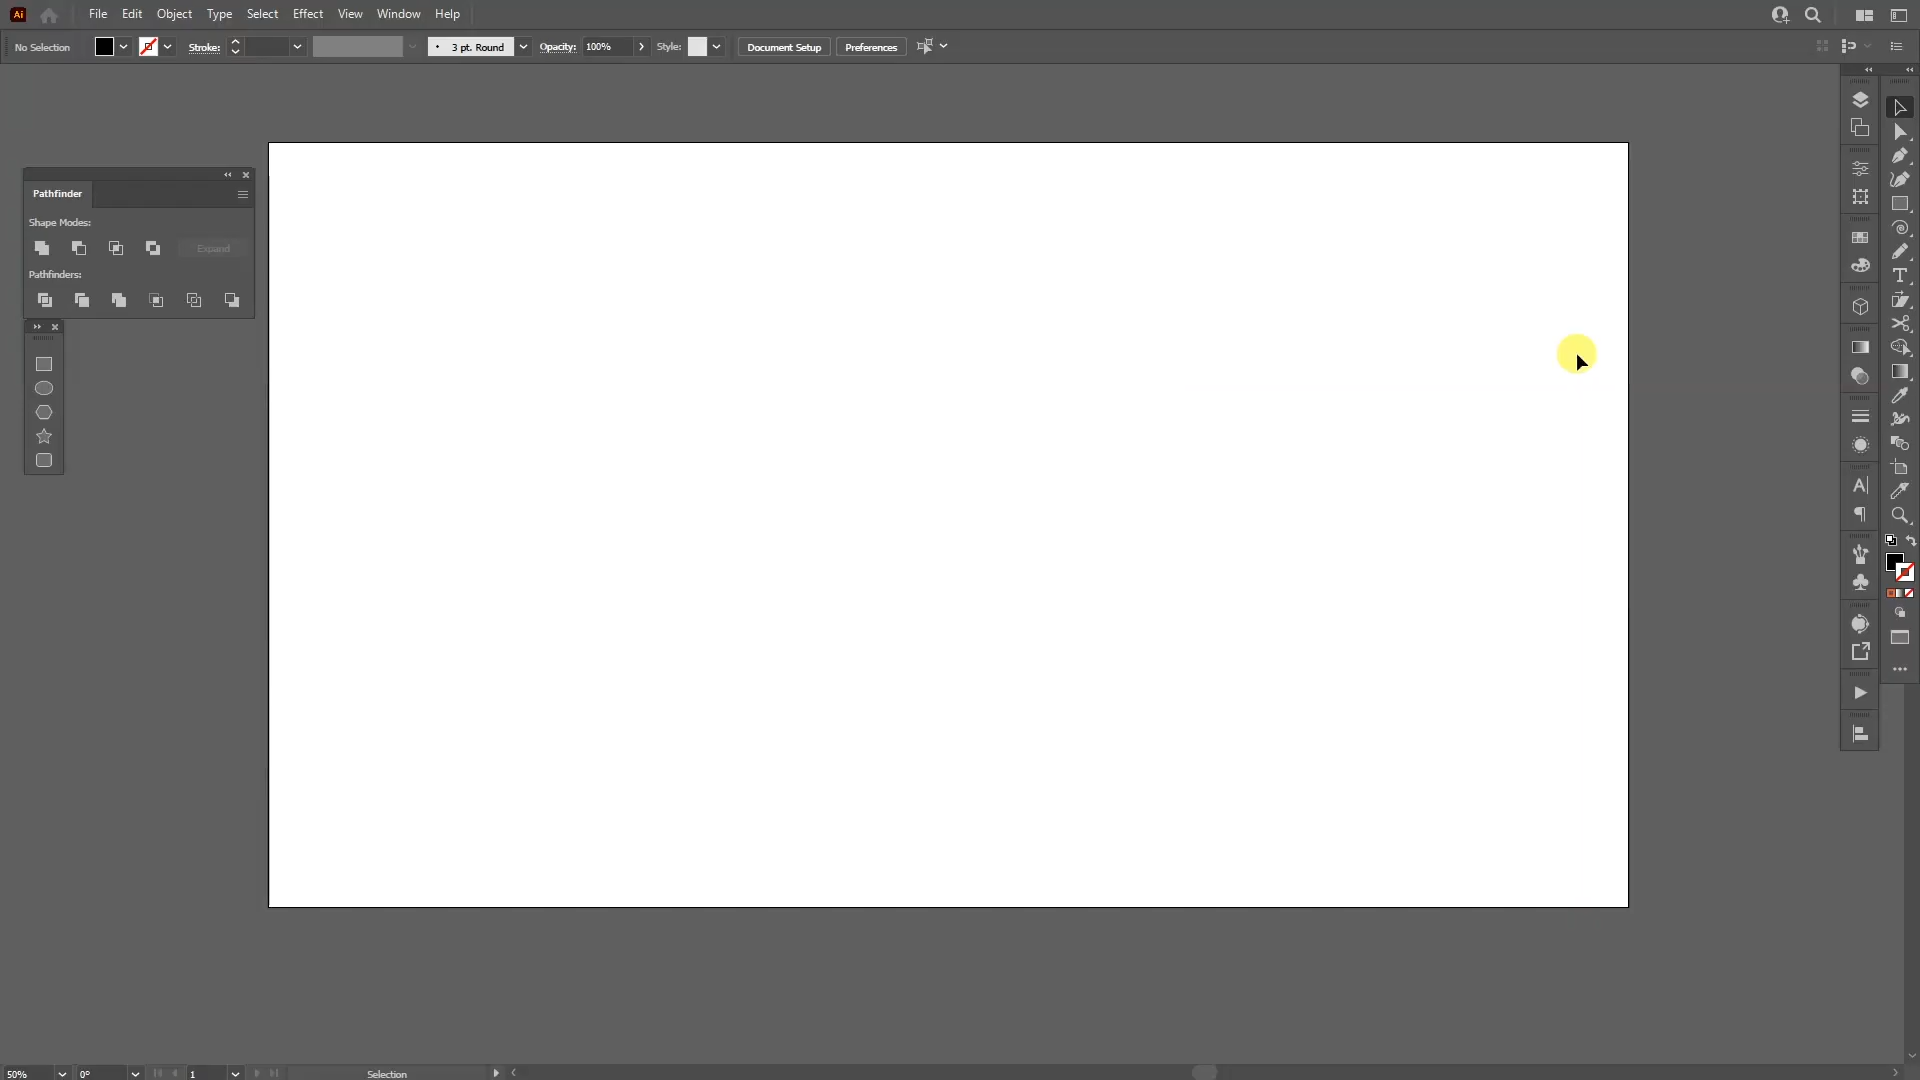 Ai File Edit Object Type Select Effect View Window Help
No Selection Stroke: 3 pt. Round Opacity: 100% Style: Document Setup Preferences
Pathfinder
Shape Modes:
Expand
Pathfinders:
50% 0° 1 Selection